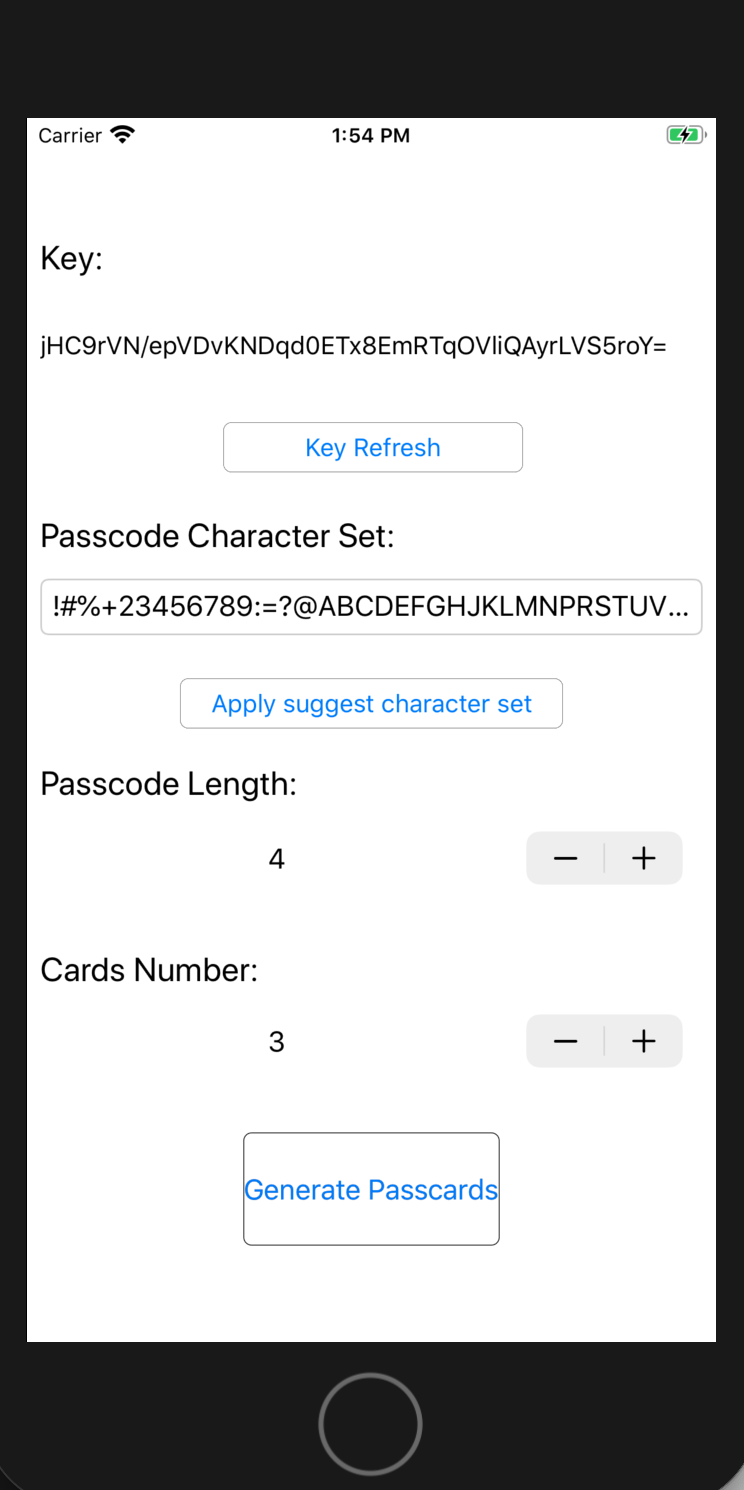 Carrier 1:54 PM
Key:
jHC9rVN/epVDvKNDqd0ETx8EmRTqOVliQAyrLVS5roY=
Key Refresh
Passcode Character Set:
!#%+23456789:=?@ABCDEFGHJKLMNPRSTUV...
Apply suggest character set
Passcode Length:
4 − +
Cards Number:
3 − +
Generate Passcards